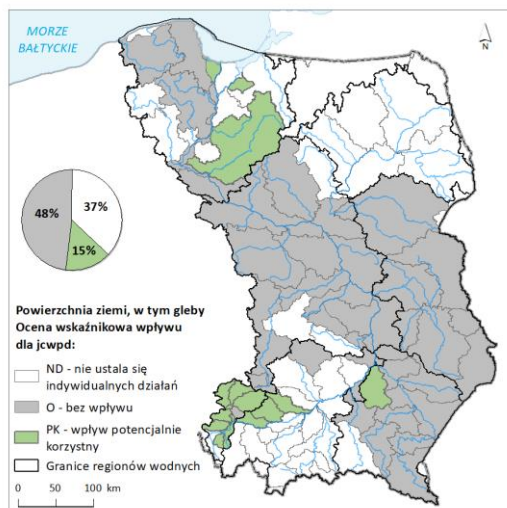 MORZE
BAŁTYCKIE
N
48%
37%
15%
Powierzchnia ziemi, w tym gleby
Ocena wskaźnikowa wpływu
dla jcwpd:
ND - nie ustala się
indywidualnych działań
O - bez wpływu
PK - wpływ potencjalnie
korzystny
Granice regionów wodnych
0 50 100 km